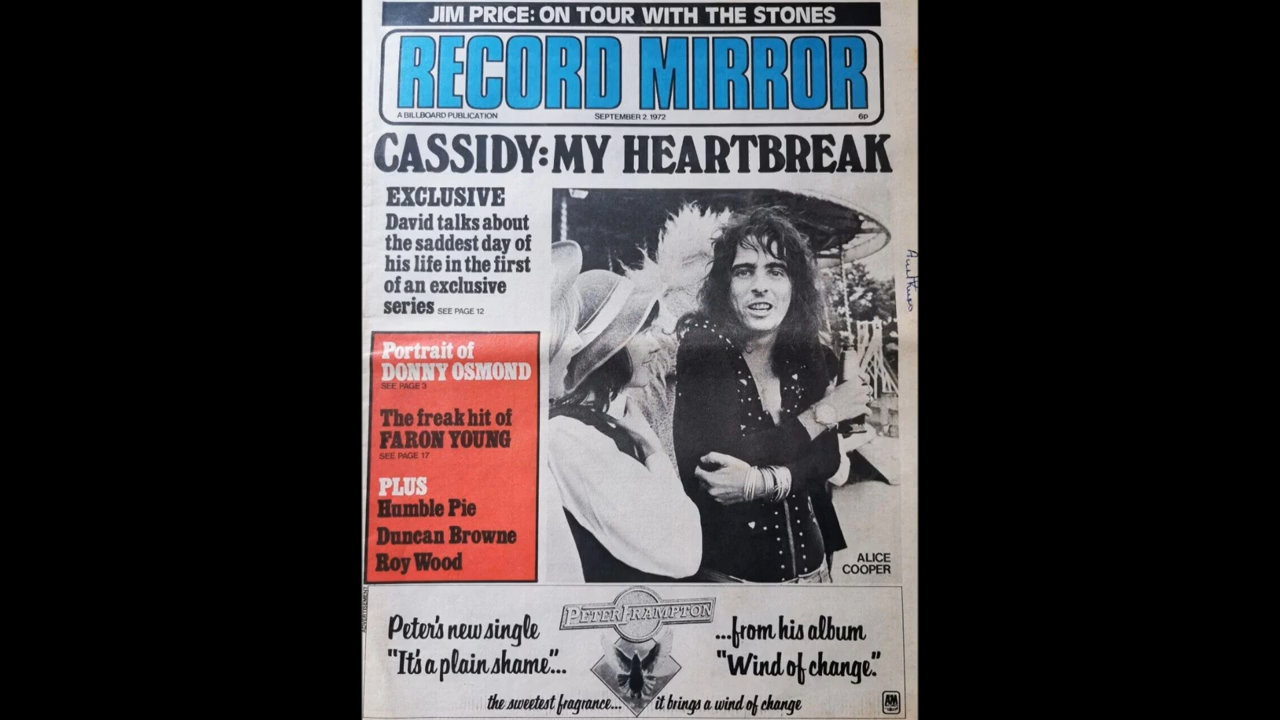 JIM PRICE: ON TOUR WITH THE STONES
RECORD MIRROR
A BILLBOARD PUBLICATION
SEPTEMBER 2, 1972
6p
CASSIDY: MY HEARTBREAK
EXCLUSIVE
David talks about
the saddest day of
his life in the first
of an exclusive
series SEE PAGE 12
Portrait of
DONNY OSMOND
SEE PAGE 3
The freak hit of
FARON YOUNG
SEE PAGE 17
PLUS
Humble Pie
Duncan Browne
Roy Wood
ALICE
COOPER
ADVERTISEMENT
PETER FRAMPTON
Peter's new single
"It's a plain shame"...
...from his album
"Wind of change."
the sweetest fragrance... it brings a wind of change
A&M